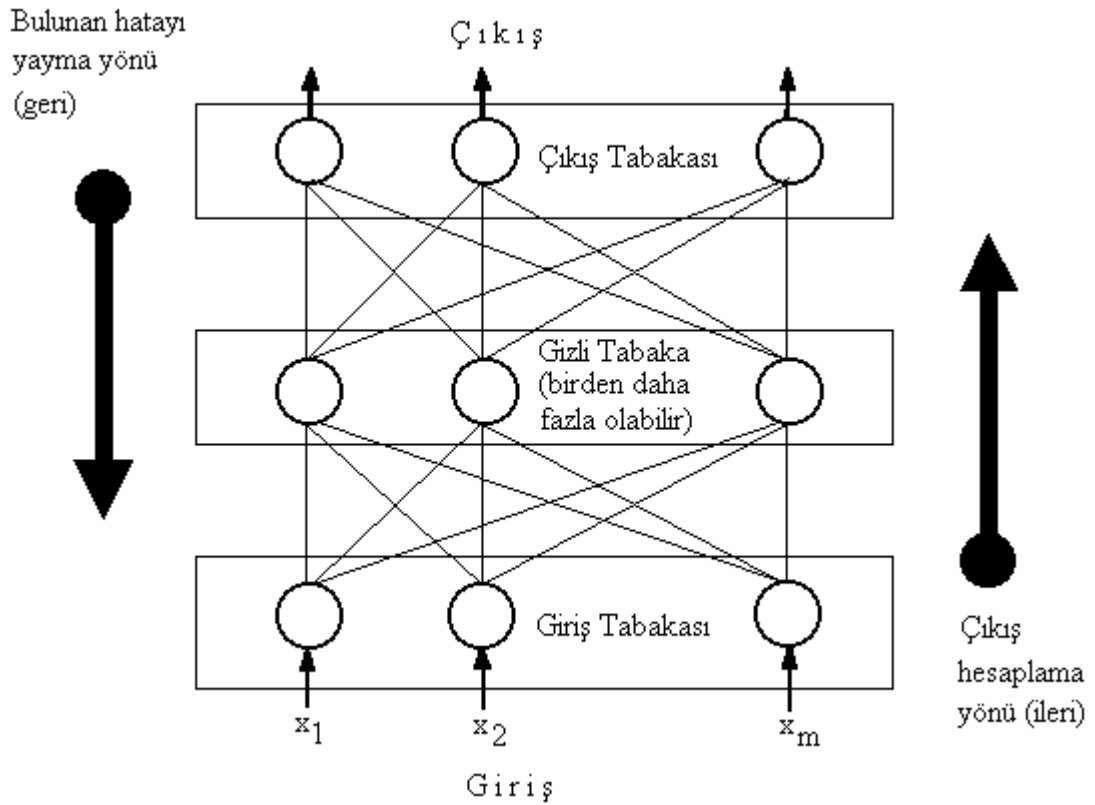 Bulunan hatayı
yayma yönü
(geri)
Ç ı k ı ş
Çıkış Tabakası
Gizli Tabaka
(birden daha
fazla olabilir)
Giriş Tabakası
Çıkış
hesaplama
yönü (ileri)
x1 x2 xm
G i r i ş